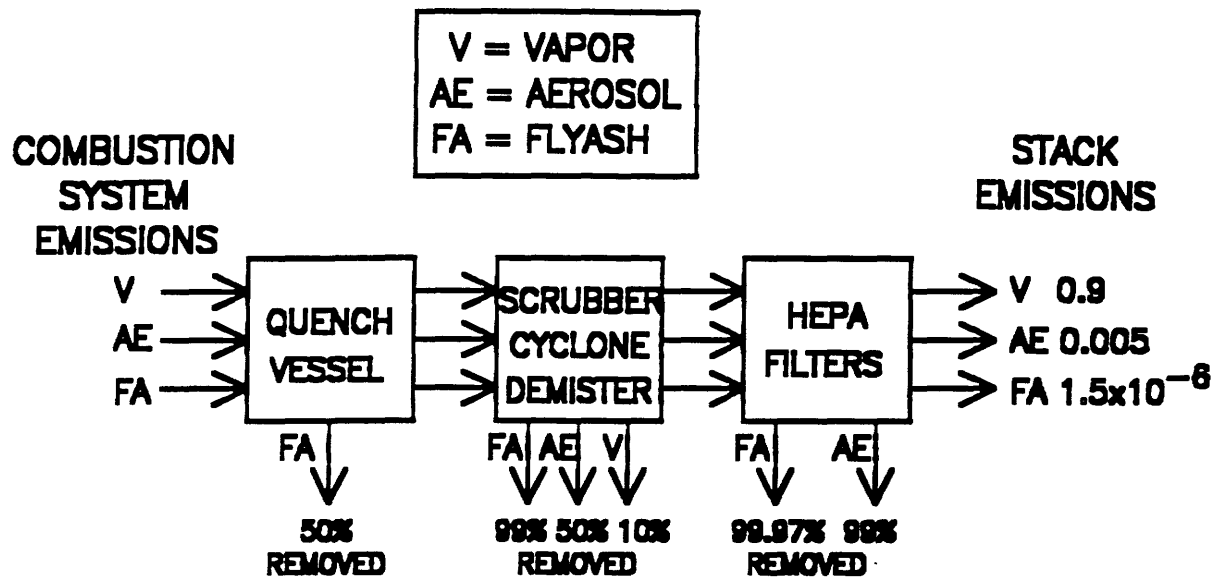 V = VAPOR
AE = AEROSOL
FA = FLYASH
COMBUSTION
SYSTEM
EMISSIONS
STACK
EMISSIONS
V
AE
FA
QUENCH
VESSEL
SCRUBBER
CYCLONE
DEMISTER
HEPA
FILTERS
V 0.9
AE 0.005
FA 1.5x10⁻⁶
FA
FA AE V
FA AE
50%
REMOVED
99% 50% 10%
REMOVED
99.97% 99%
REMOVED